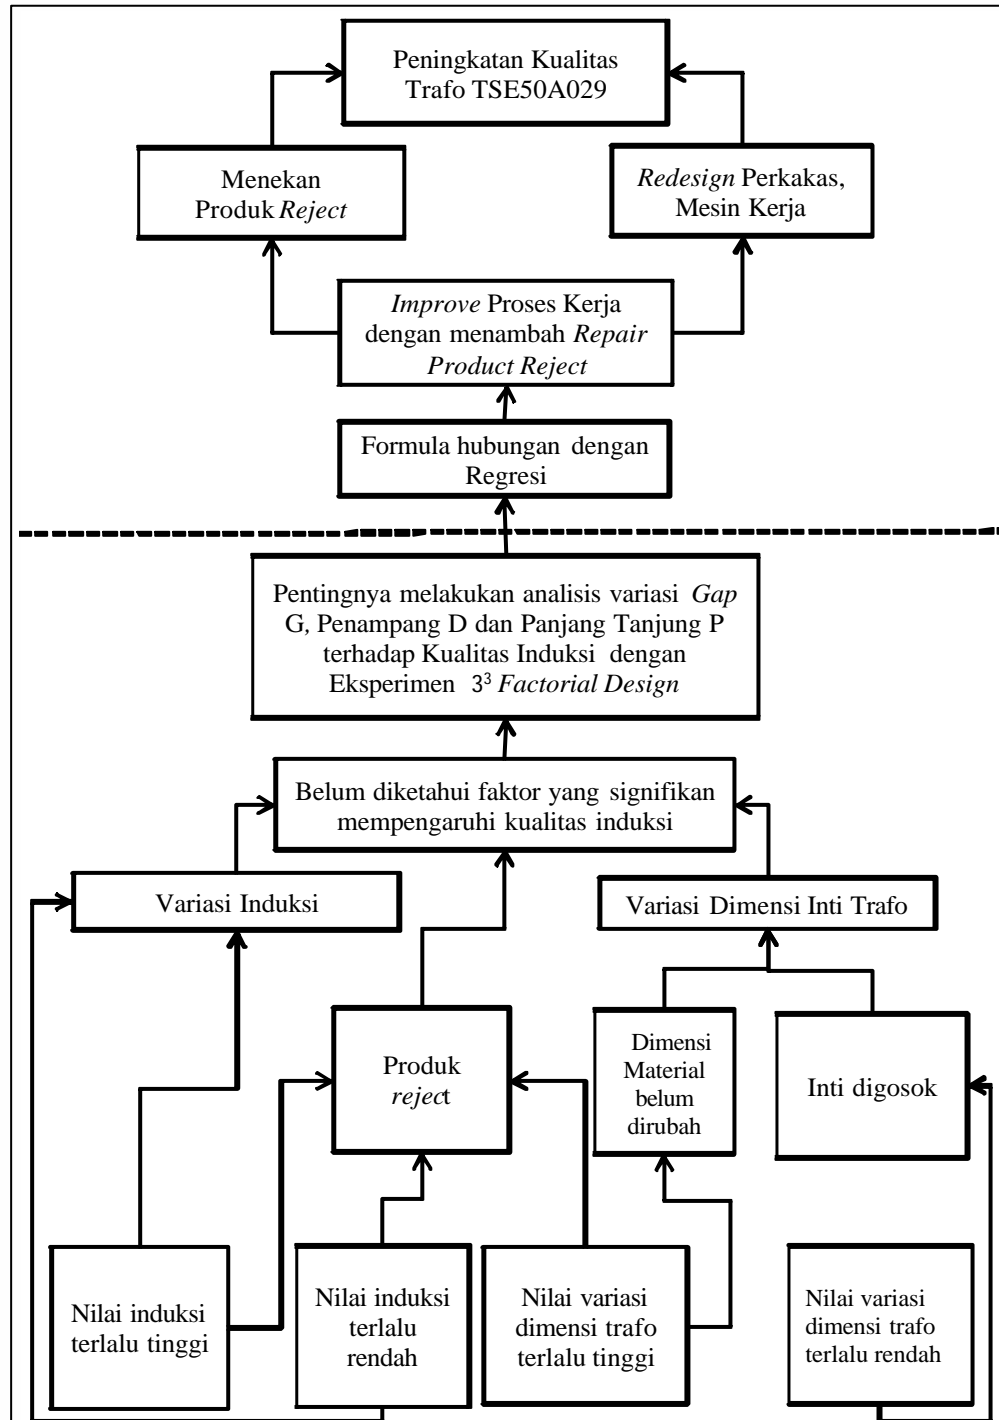 Peningkatan Kualitas
Trafo TSE50A029
Menekan
Produk Reject
Redesign Perkakas,
Mesin Kerja
Improve Proses Kerja
dengan menambah Repair
Product Reject
Formula hubungan dengan
Regresi
Pentingnya melakukan analisis variasi Gap
G, Penampang D dan Panjang Tanjung P
terhadap Kualitas Induksi dengan
Eksperimen 3³ Factorial Design
Belum diketahui faktor yang signifikan
mempengaruhi kualitas induksi
Variasi Induksi
Variasi Dimensi Inti Trafo
Produk
reject
Dimensi
Material
belum
dirubah
Inti digosok
Nilai induksi
terlalu tinggi
Nilai induksi
terlalu
rendah
Nilai variasi
dimensi trafo
terlalu tinggi
Nilai variasi
dimensi trafo
terlalu rendah